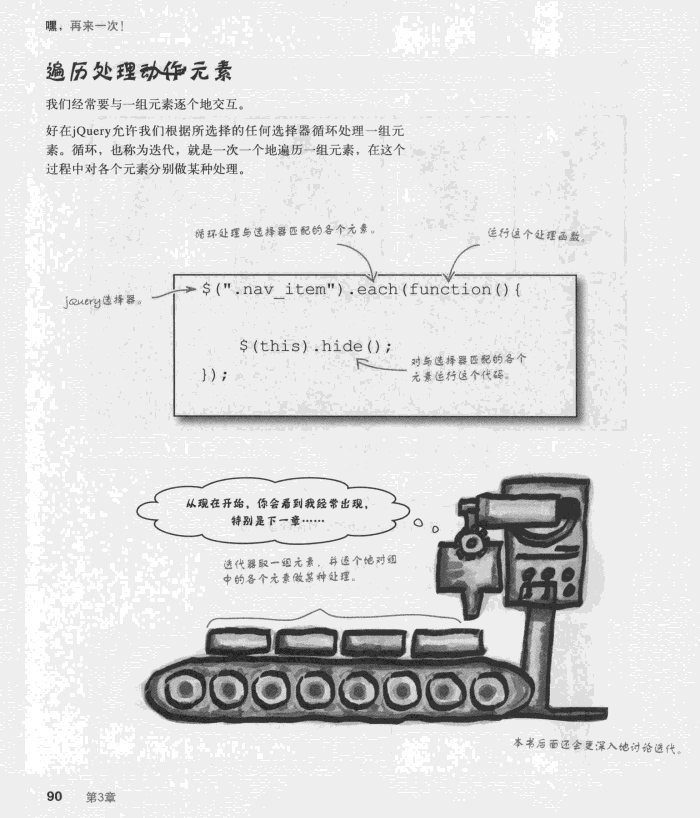 嘿，再来一次！
遍历处理动作元素
我们经常要与一组元素逐个地交互。
好在jQuery允许我们根据所选择的任何选择器循环处理一组元
素。循环，也称为迭代，就是一次一个地遍历一组元素，在这个
过程中对各个元素分别做某种处理。
循环处理与选择器匹配的各个元素。
运行这个处理函数。
jQuery选择器。
$(".nav_item").each(function(){
$(this).hide();
对与选择器匹配的各个
元素运行这个代码。
});
从现在开始，你会看到我经常出现，
特别是下一章……
迭代器取一组元素，并逐个地对组
中的各个元素做某种处理。
本书后面还会更深入地讨论迭代。
90 第3章